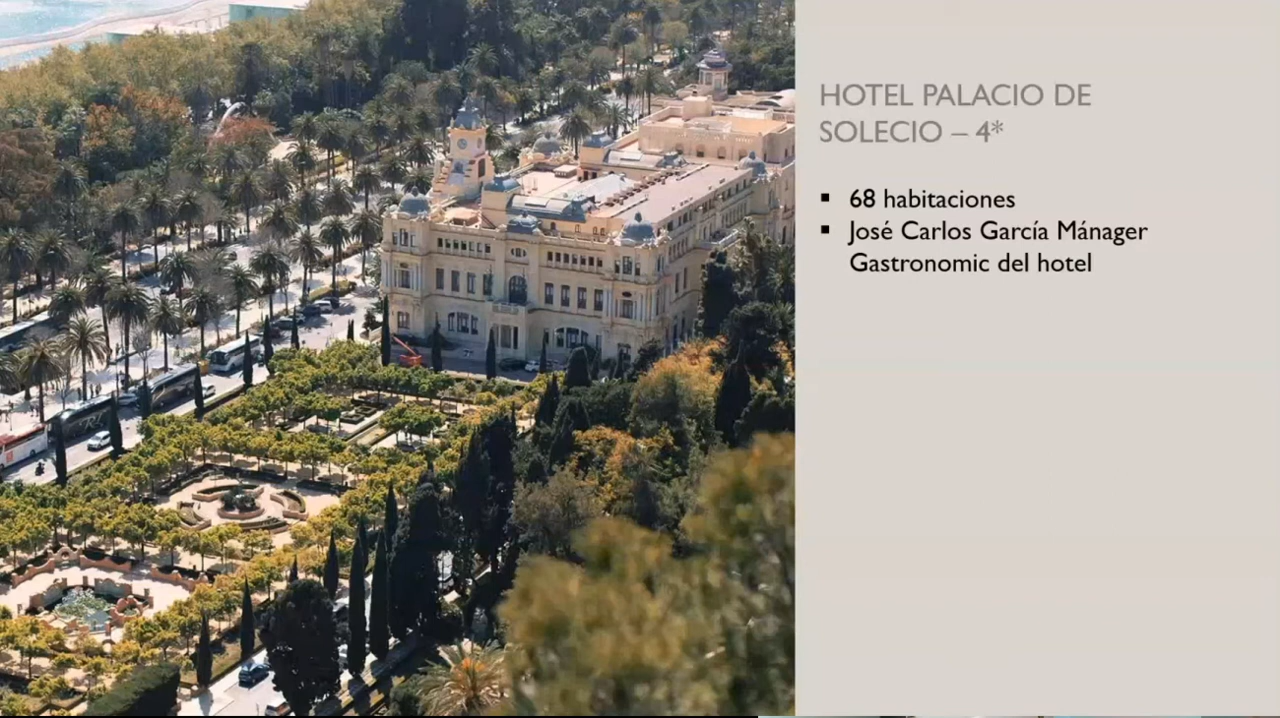 HOTEL PALACIO DE
SOLECIO – 4*
▪ 68 habitaciones
▪ José Carlos García Mánager
Gastronomic del hotel